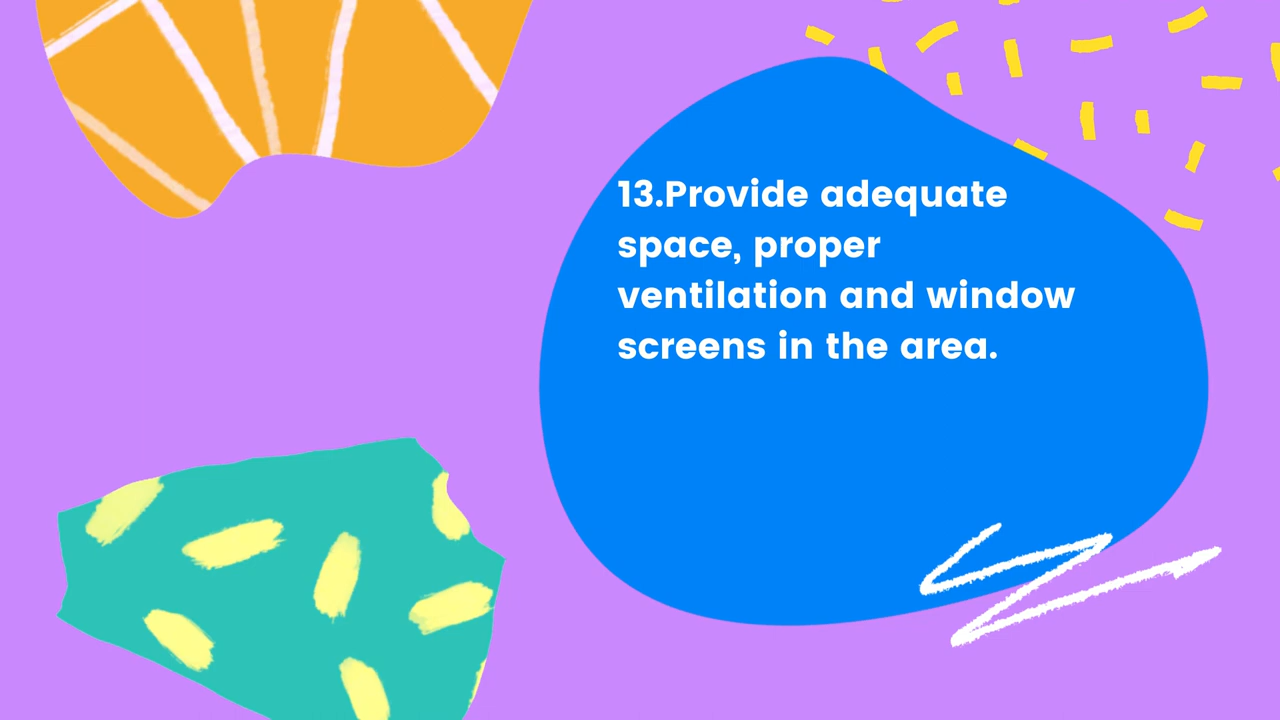 13.Provide adequate
space, proper
ventilation and window
screens in the area.